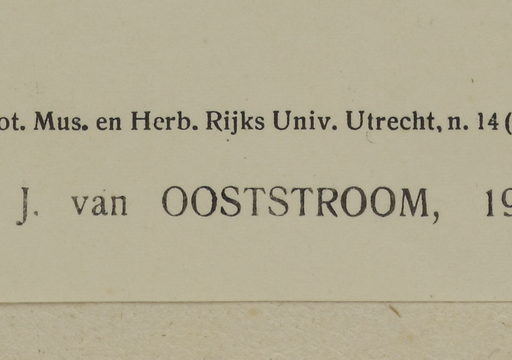 ot. Mus. en Herb. Rijks Univ. Utrecht, n. 14 (
J. van OOSTSTROOM, 19